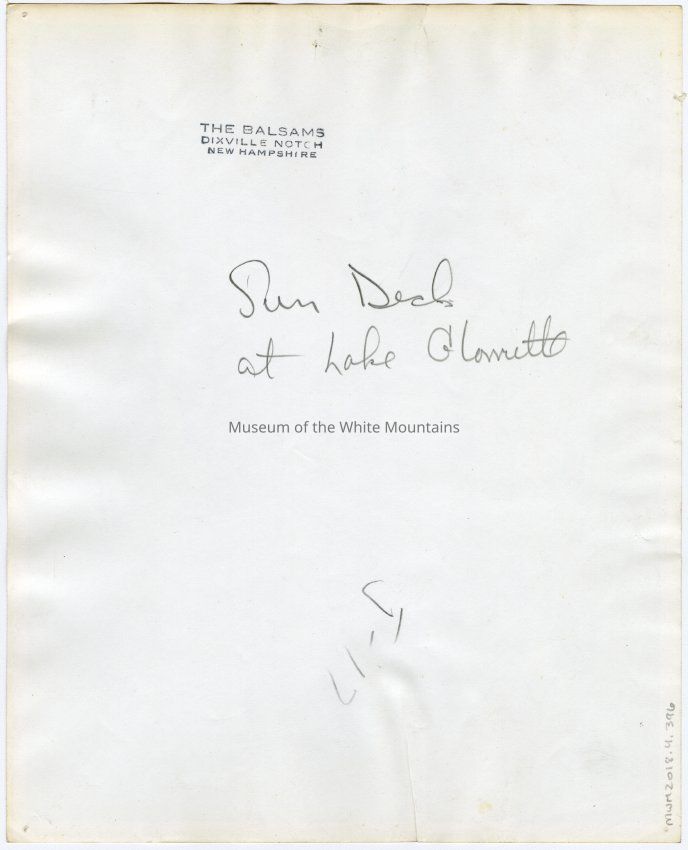 THE BALSAMS
DIXVILLE NOTCH
NEW HAMPSHIRE
Sun Deck
at Lake Gloriette
Museum of the White Mountains
MWM2018.4.396